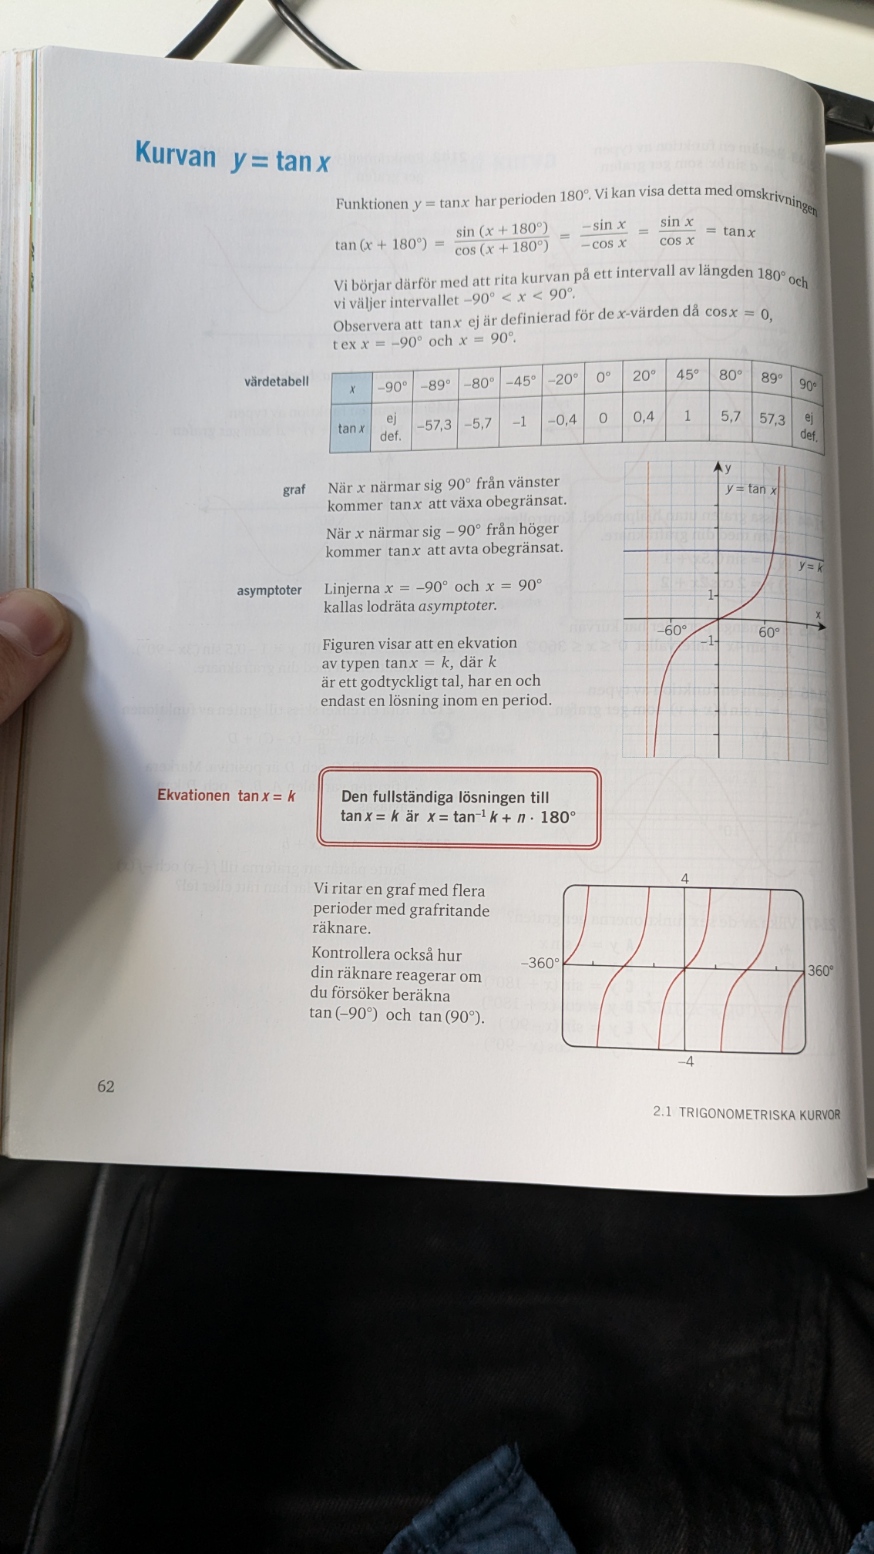 Kurvan y = tan x
Funktionen y = tan x har perioden 180°. Vi kan visa detta med omskrivningen
tan (x + 180°) = sin (x + 180°) / cos (x + 180°) = −sin x / −cos x = sin x / cos x = tan x
Vi börjar därför med att rita kurvan på ett intervall av längden 180° och
vi väljer intervallet −90° < x < 90°.
Observera att tan x ej är definierad för de x-värden då cos x = 0,
t ex x = −90° och x = 90°.
värdetabell
x −90° −89° −80° −45° −20° 0° 20° 45° 80° 89° 90°
tan x ej def. −57,3 −5,7 −1 −0,4 0 0,4 1 5,7 57,3 ej def.
graf
När x närmar sig 90° från vänster
kommer tan x att växa obegränsat.
När x närmar sig −90° från höger
kommer tan x att avta obegränsat.
asymptoter
Linjerna x = −90° och x = 90°
kallas lodräta asymptoter.
Figuren visar att en ekvation
av typen tan x = k, där k
är ett godtyckligt tal, har en och
endast en lösning inom en period.
y
y = tan x
y = k
1
x
−60°
60°
−1
Ekvationen tan x = k
Den fullständiga lösningen till
tan x = k är x = tan⁻¹ k + n · 180°
Vi ritar en graf med flera
perioder med grafritande
räknare.
Kontrollera också hur
din räknare reagerar om
du försöker beräkna
tan (−90°) och tan (90°).
4
−360°
360°
−4
62
2.1 TRIGONOMETRISKA KURVOR